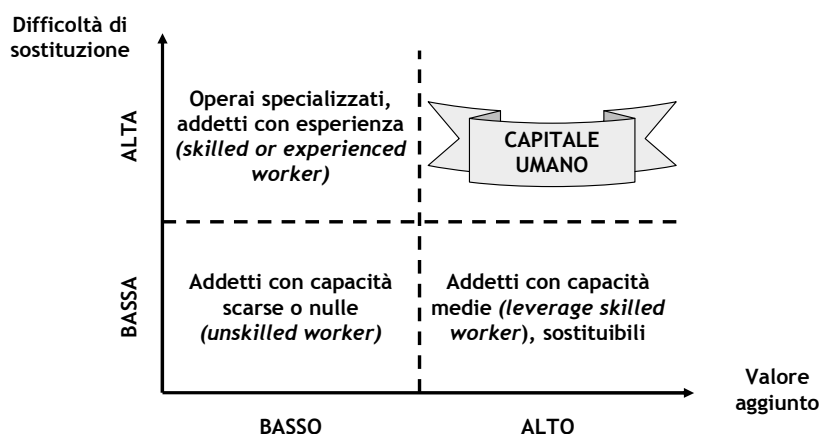 Difficoltà di
sostituzione
ALTA
Operai specializzati,
addetti con esperienza
(skilled or experienced
worker)
CAPITALE
UMANO
BASSA
Addetti con capacità
scarse o nulle
(unskilled worker)
Addetti con capacità
medie (leverage skilled
worker), sostituibili
Valore
aggiunto
BASSO
ALTO